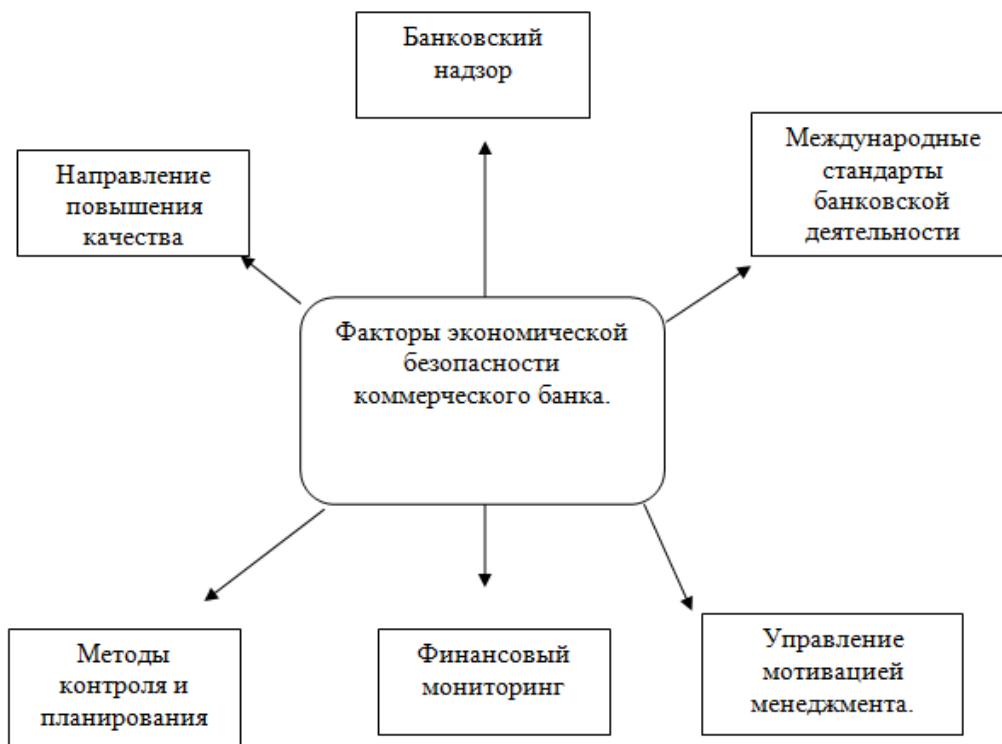 Банковский
надзор
Международные
стандарты
банковской
деятельности
Направление
повышения
качества
Факторы экономической
безопасности
коммерческого банка.
Методы
контроля и
планирования
Финансовый
мониторинг
Управление
мотивацией
менеджмента.